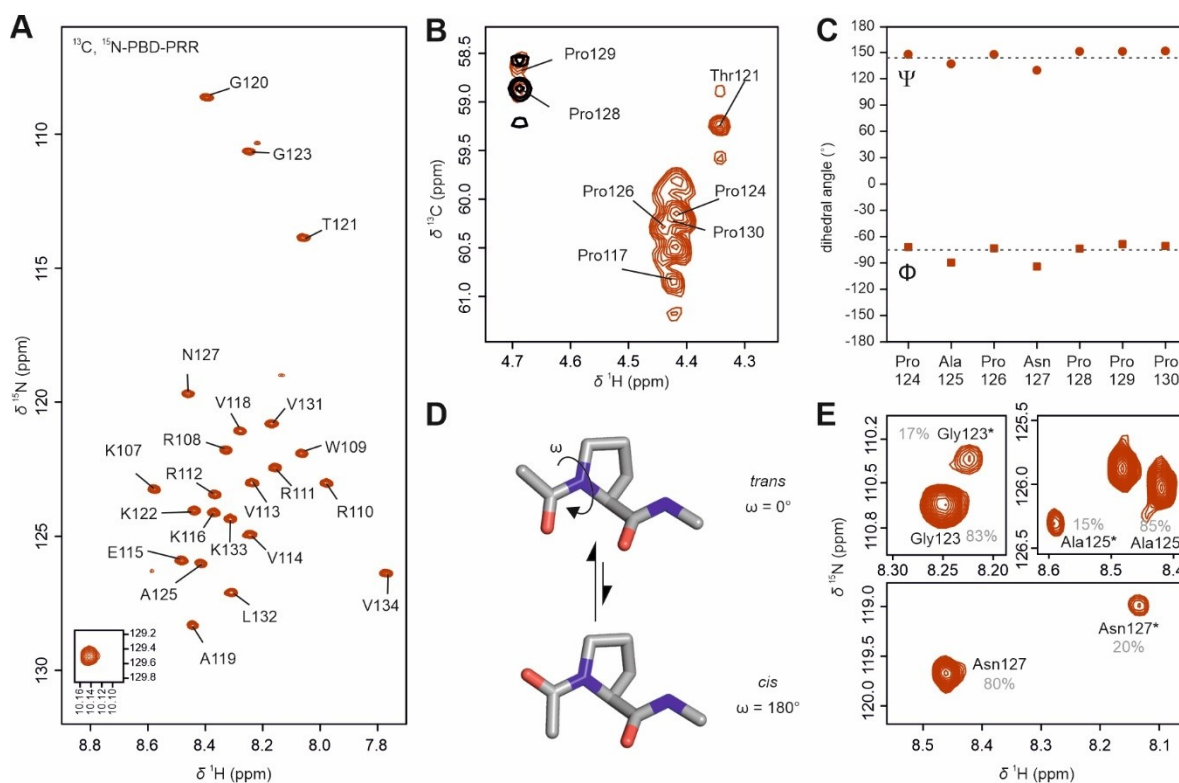 A
¹³C, ¹⁵N-PBD-PRR
G120
G123
T121
N127
V118
V131
K107
R108
W109
R112
R111
V113
R110
K122
K116
K133
V114
E115
A125
L132
V134
A119
129.2
129.4
129.6
129.8
10.16
10.14
10.12
10.10
110
115
120
125
130
δ ¹⁵N (ppm)
8.8 8.6 8.4 8.2 8.0 7.8
δ ¹H (ppm)
B
Pro129
Thr121
Pro128
Pro126
Pro124
Pro130
Pro117
58.5
59.0
59.5
60.0
60.5
61.0
δ ¹³C (ppm)
4.7 4.6 4.5 4.4 4.3
δ ¹H (ppm)
C
180
150
120
90
60
30
0
-30
-60
-90
-120
-150
-180
dihedral angle (°)
Ψ
Φ
Pro Ala Pro Asn Pro Pro Pro
124 125 126 127 128 129 130
D
ω
trans
ω = 0°
cis
ω = 180°
E
17% Gly123*
Gly123 83%
110.2
110.5
110.8
8.30 8.25 8.20
15% 85%
Ala125* Ala125
125.5
126.0
126.5
8.6 8.5 8.4
Asn127*
20%
Asn127
80%
119.0
119.5
120.0
δ ¹⁵N (ppm)
8.5 8.4 8.3 8.2 8.1
δ ¹H (ppm)